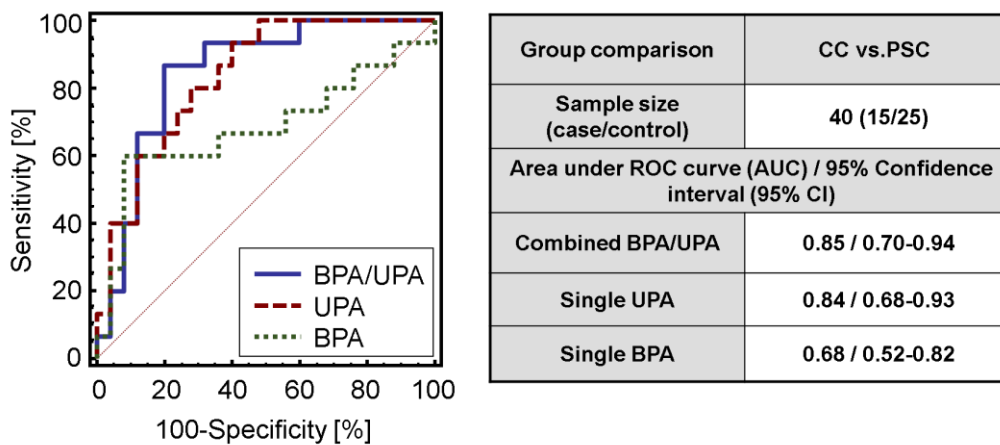 100
80
60
40
20
0
Sensitivity [%]
BPA/UPA
UPA
BPA
0 20 40 60 80 100
100-Specificity [%]
Group comparison
CC vs.PSC
Sample size
(case/control)
40 (15/25)
Area under ROC curve (AUC) / 95% Confidence
interval (95% CI)
Combined BPA/UPA
0.85 / 0.70-0.94
Single UPA
0.84 / 0.68-0.93
Single BPA
0.68 / 0.52-0.82